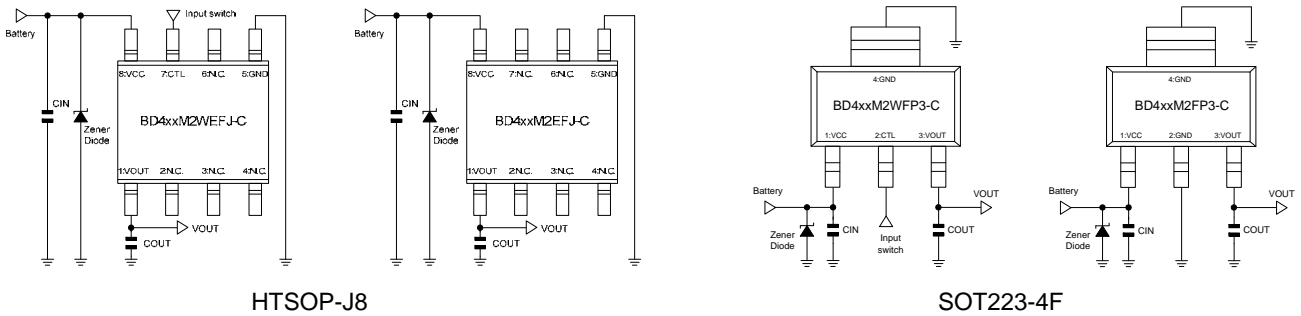 Battery
Input switch
8:VCC 7:CTL 6:N.C. 5:GND
CIN
Zener
Diode
BD4xxM2WEFJ-C
1:VOUT 2:N.C. 3:N.C. 4:N.C.
VOUT
COUT
Battery
8:VCC 7:N.C. 6:N.C. 5:GND
CIN
Zener
Diode
BD4xxM2EFJ-C
1:VOUT 2:N.C. 3:N.C. 4:N.C.
VOUT
COUT
HTSOP-J8
4:GND
BD4xxM2WFP3-C
1:VCC 2:CTL 3:VOUT
Battery
VOUT
Zener
Diode
CIN
Input
switch
COUT
4:GND
BD4xxM2FP3-C
1:VCC 2:GND 3:VOUT
Battery
VOUT
Zener
Diode
CIN
COUT
SOT223-4F